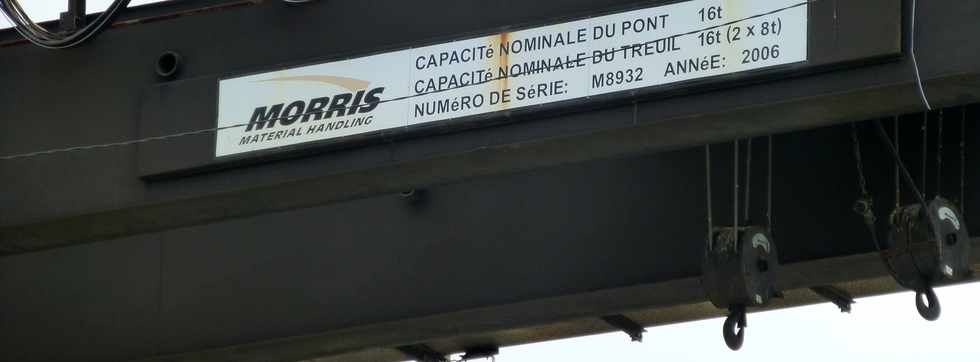 MORRIS
MATERIAL HANDLING
CAPACITé NOMINALE DU PONT 16t
CAPACITé NOMINALE DU TREUIL 16t (2 x 8t)
NUMéRO DE SéRIE: M8932 ANNéE: 2006